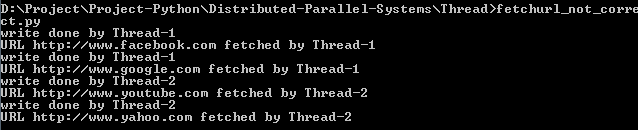 D:\Project\Project-Python\Distributed-Parallel-Systems\Thread>fetchurl_not_corre
ct.py
write done by Thread-1
URL http://www.facebook.com fetched by Thread-1
write done by Thread-1
URL http://www.google.com fetched by Thread-1
write done by Thread-2
URL http://www.youtube.com fetched by Thread-2
write done by Thread-2
URL http://www.yahoo.com fetched by Thread-2